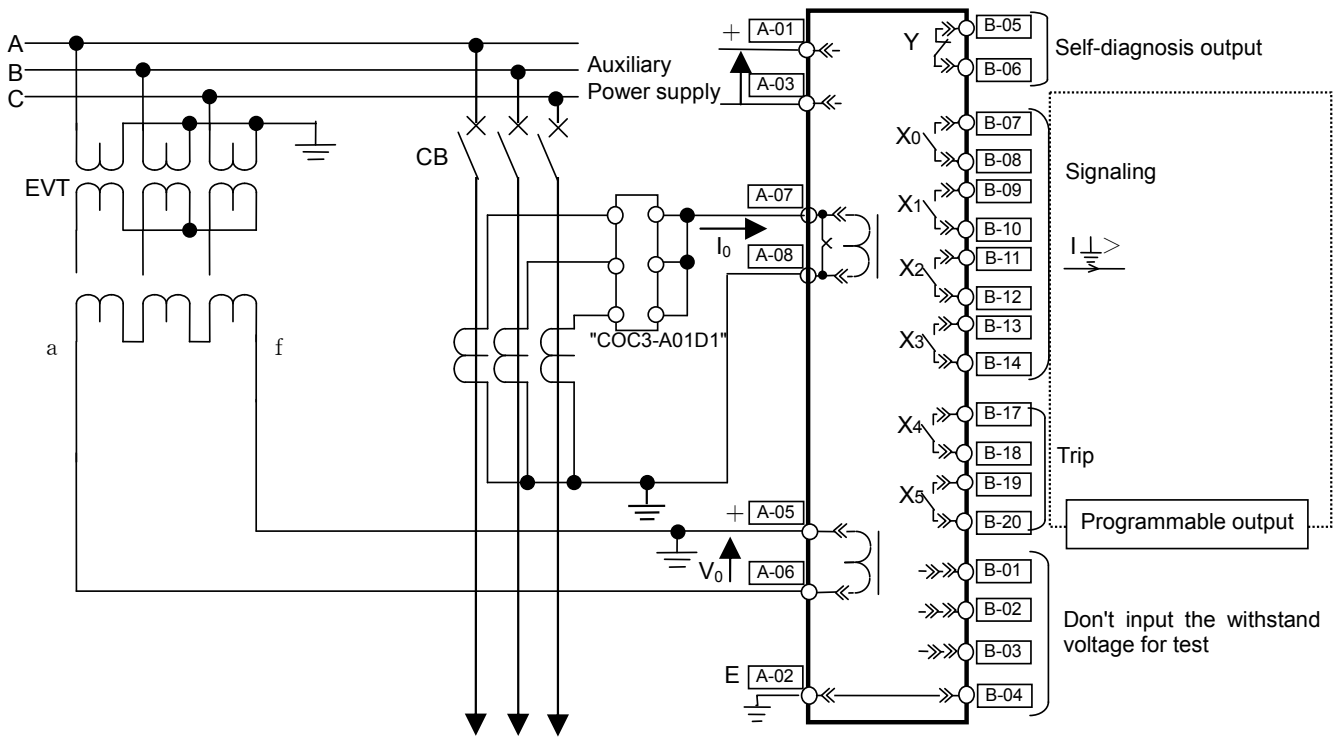 A
B
C
EVT
a
f
CB
Auxiliary
Power supply
"COC3-A01D1"
+ A-01
A-03
A-07
I0
A-08
+ A-05
V0
A-06
E A-02
Y
B-05
B-06
Self-diagnosis output
X0
B-07
B-08
X1
B-09
B-10
X2
B-11
B-12
X3
B-13
B-14
Signaling
I >
X4
B-17
B-18
X5
B-19
B-20
Trip
Programmable output
B-01
B-02
B-03
B-04
Don't input the withstand
voltage for test